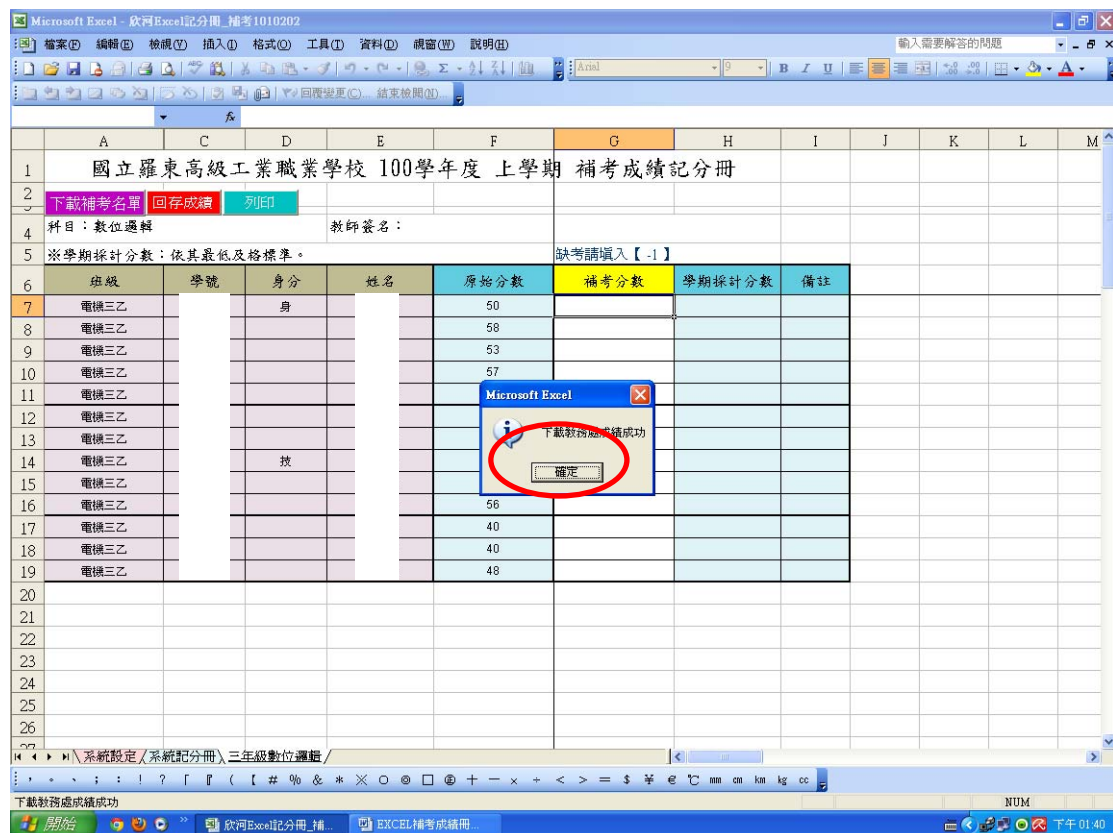 Microsoft Excel - 欣河Excel記分冊_補考1010202
檔案(F) 編輯(E) 檢視(V) 插入(I) 格式(O) 工具(T) 資料(D) 視窗(W) 說明(H) 輸入需要解答的問題
Arial 9 B I U
回覆變更(C)... 結束檢閱(N)...
fx
A C D E F G H I J K L M
1 國立羅東高級工業職業學校 100學年度 上學期 補考成績記分冊
2 下載補考名單 回存成績 列印
4 科目：數位邏輯 教師簽名：
5 ※學期採計分數：依其最低及格標準。 缺考請填入【 -1 】
6 班級 學號 身分 姓名 原始分數 補考分數 學期採計分數 備註
7 電機三乙 身 50
8 電機三乙 58
9 電機三乙 53
10 電機三乙 57
11 電機三乙
12 電機三乙
13 電機三乙
14 電機三乙 技
15 電機三乙
16 電機三乙 56
17 電機三乙 40
18 電機三乙 40
19 電機三乙 48
20
21
22
23
24
25
26
Microsoft Excel
下載教務處成績成功
確定
系統設定 系統記分冊 三年級數位邏輯
， 。 、 ； ： ！ ？ 「 『 （ 【 # % & * ※ ○ ◎ □ ⊕ + － × ÷ < > = $ ￥ € ℃ mm cm km kg cc
下載教務處成績成功 NUM
開始 欣河Excel記分冊_補... EXCEL補考成績冊... 下午 01:40